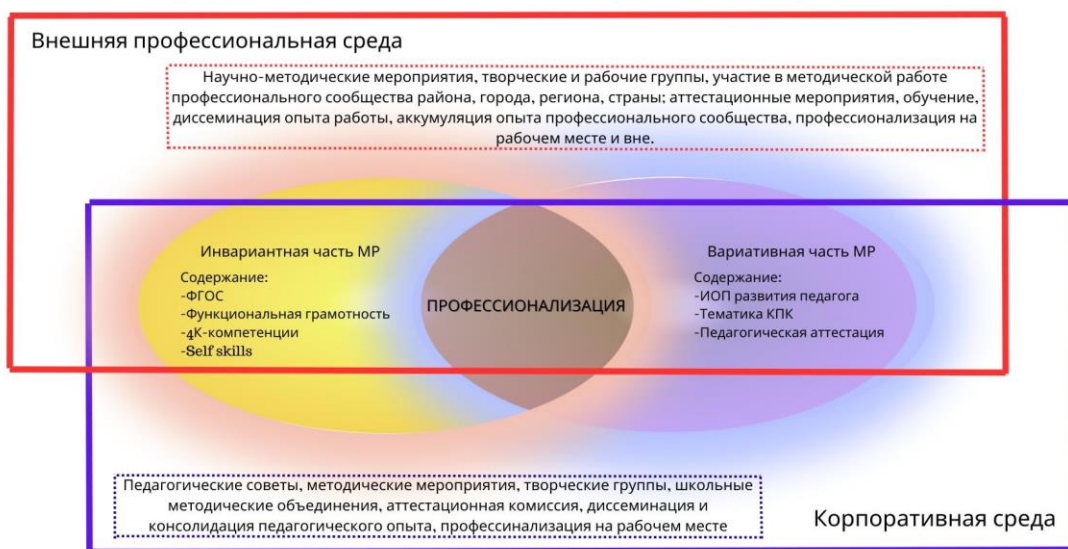 Внешняя профессиональная среда
Научно-методические мероприятия, творческие и рабочие группы, участие в методической работе
профессионального сообщества района, города, региона, страны; аттестационные мероприятия, обучение,
диссеминация опыта работы, аккумуляция опыта профессионального сообщества, профессионализация на
рабочем месте и вне.
Инвариантная часть МР
Содержание:
-ФГОС
-Функциональная грамотность
-4К-компетенции
-Self skills
ПРОФЕССИОНАЛИЗАЦИЯ
Вариативная часть МР
Содержание:
-ИОП развития педагога
-Тематика КПК
-Педагогическая аттестация
Педагогические советы, методические мероприятия, творческие группы, школьные
методические объединения, аттестационная комиссия, диссеминация и
консолидация педагогического опыта, профессинализация на рабочем месте
Корпоративная среда